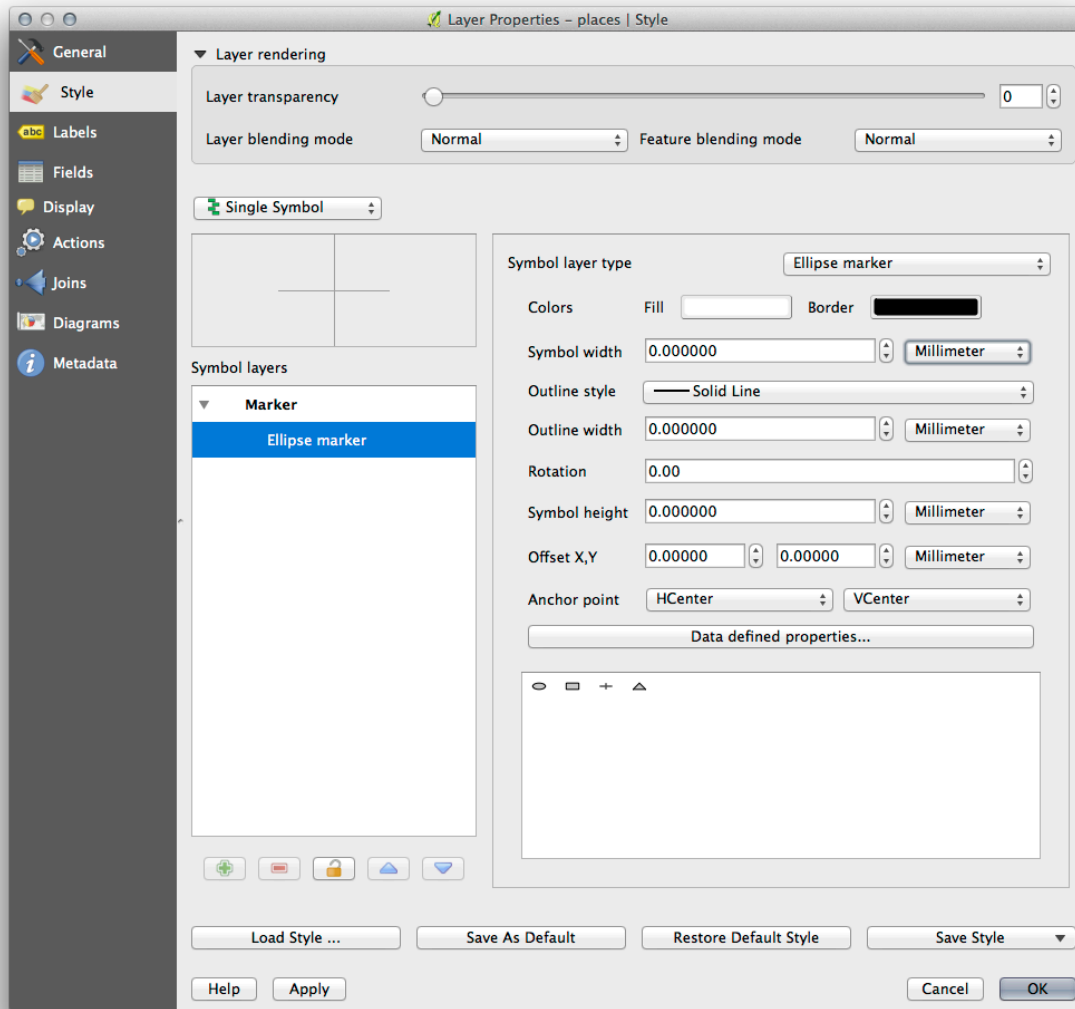 Layer Properties – places | Style
General
Style
abc Labels
Fields
Display
Actions
Joins
Diagrams
Metadata
Layer rendering
Layer transparency 0
Layer blending mode Normal Feature blending mode Normal
Single Symbol
Symbol layers
Marker
Ellipse marker
Symbol layer type Ellipse marker
Colors Fill Border
Symbol width 0.000000 Millimeter
Outline style Solid Line
Outline width 0.000000 Millimeter
Rotation 0.00
Symbol height 0.000000 Millimeter
Offset X,Y 0.00000 0.00000 Millimeter
Anchor point HCenter VCenter
Data defined properties...
Load Style ... Save As Default Restore Default Style Save Style
Help Apply Cancel OK